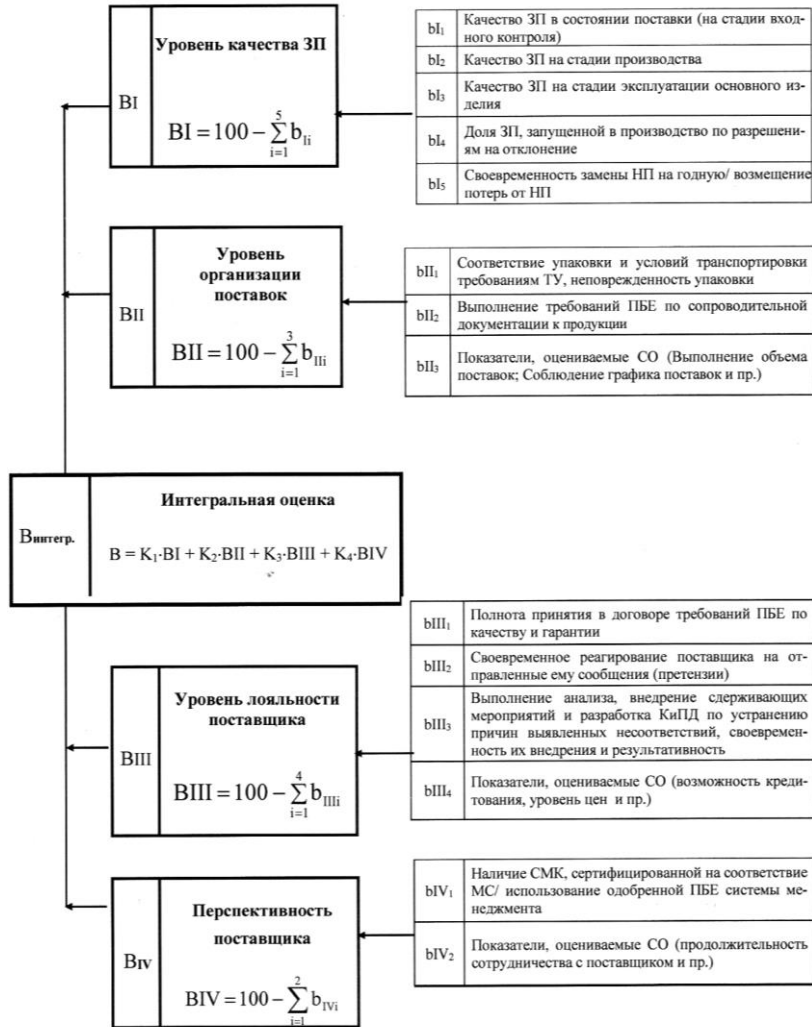 BI
Уровень качества ЗП
BI = 100 − ∑ b_Ii (i=1, 5)
bI₁ Качество ЗП в состоянии поставки (на стадии вход-
ного контроля)
bI₂ Качество ЗП на стадии производства
bI₃ Качество ЗП на стадии эксплуатации основного из-
делия
bI₄ Доля ЗП, запущенной в производство по разрешени-
ям на отклонение
bI₅ Своевременность замены НП на годную/ возмещение
потерь от НП
BII
Уровень
организации
поставок
BII = 100 − ∑ b_IIi (i=1, 3)
bII₁ Соответствие упаковки и условий транспортировки
требованиям ТУ, неповрежденность упаковки
bII₂ Выполнение требований ПБЕ по сопроводительной
документации к продукции
bII₃ Показатели, оцениваемые СО (Выполнение объема
поставок; Соблюдение графика поставок и пр.)
Bинтегр.
Интегральная оценка
B = K₁·BI + K₂·BII + K₃·BIII + K₄·BIV
BIII
Уровень лояльности
поставщика
BIII = 100 − ∑ b_IIIi (i=1, 4)
bIII₁ Полнота принятия в договоре требований ПБЕ по
качеству и гарантии
bIII₂ Своевременное реагирование поставщика на от-
правленные ему сообщения (претензии)
bIII₃ Выполнение анализа, внедрение сдерживающих
мероприятий и разработка КиПД по устранению
причин выявленных несоответствий, своевремен-
ность их внедрения и результативность
bIII₄ Показатели, оцениваемые СО (возможность креди-
тования, уровень цен и пр.)
BIV
Перспективность
поставщика
BIV = 100 − ∑ b_IVi (i=1, 2)
bIV₁ Наличие СМК, сертифицированной на соответствие
МС/ использование одобренной ПБЕ системы ме-
неджмента
bIV₂ Показатели, оцениваемые СО (продолжительность
сотрудничества с поставщиком и пр.)